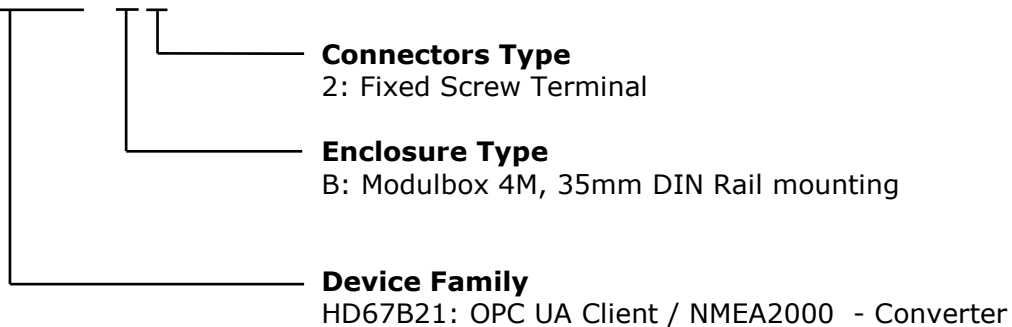 Connectors Type
2: Fixed Screw Terminal
Enclosure Type
B: Modulbox 4M, 35mm DIN Rail mounting
Device Family
HD67B21: OPC UA Client / NMEA2000 - Converter